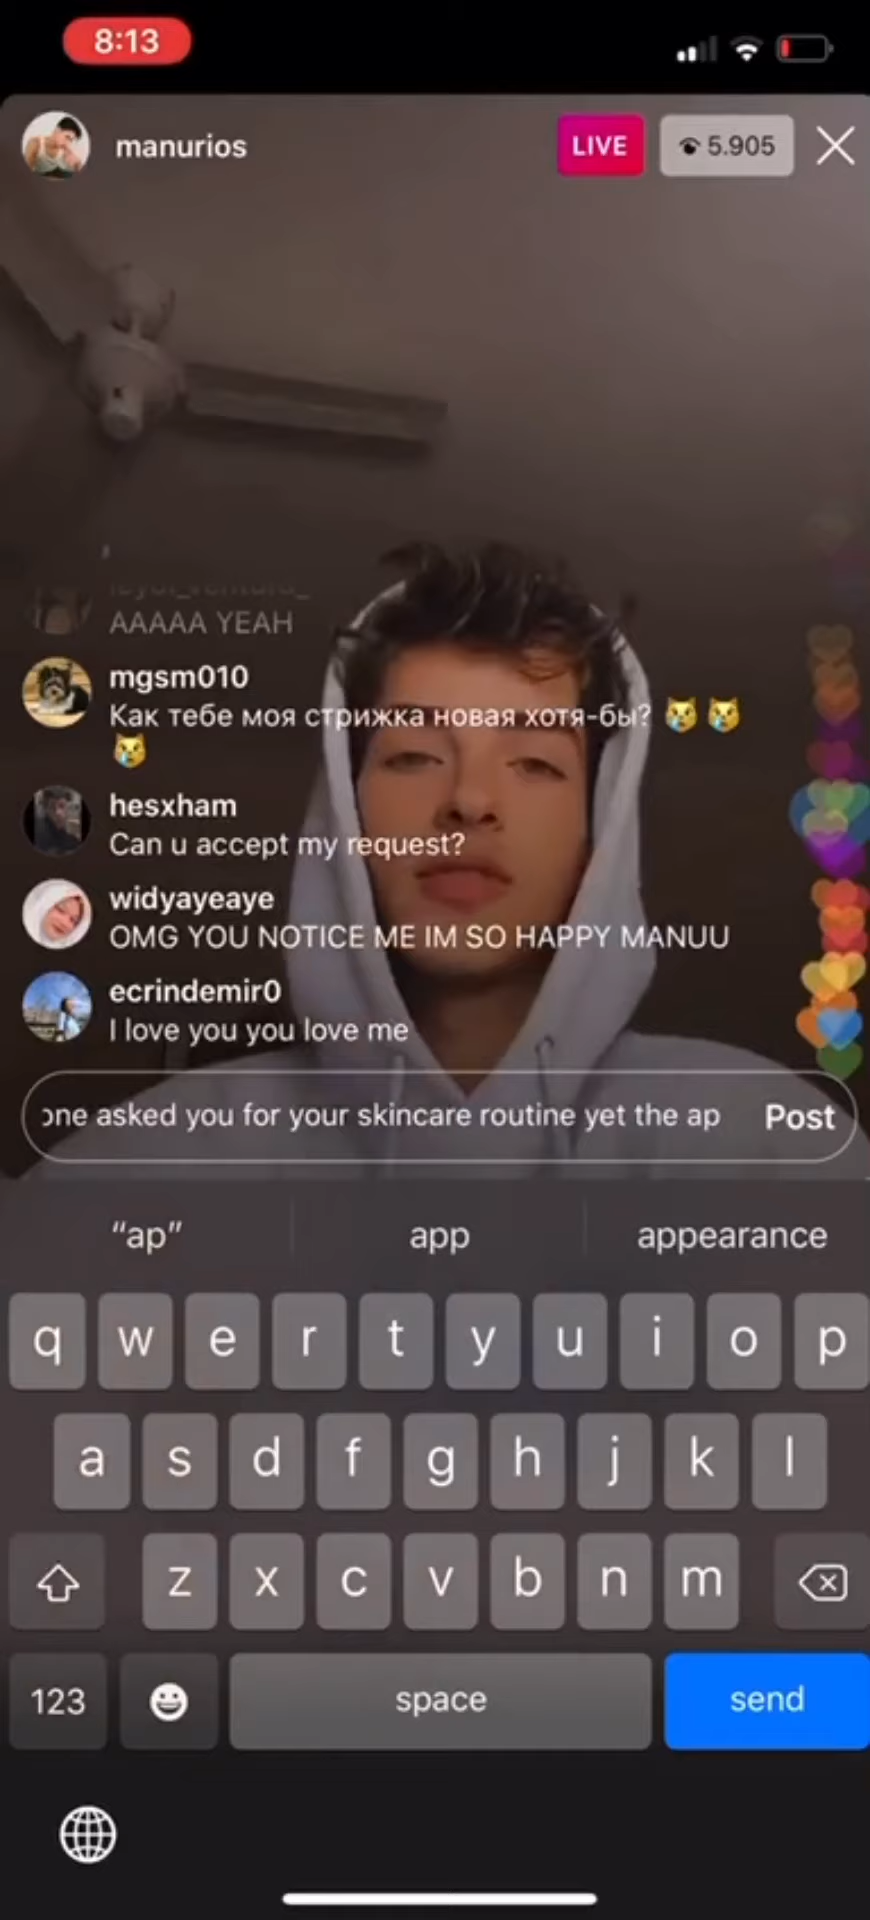 8:13
manurios
LIVE
5.905
AAAAA YEAH
mgsm010
Как тебе моя стрижка новая хотя-бы? 😿 😿
😿
hesxham
Can u accept my request?
widyayeaye
OMG YOU NOTICE ME IM SO HAPPY MANUU
ecrindemir0
I love you you love me
one asked you for your skincare routine yet the ap
Post
“ap” app appearance
q w e r t y u i o p
a s d f g h j k l
z x c v b n m
123 space send